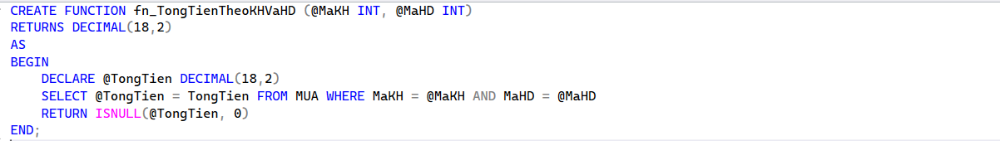 CREATE FUNCTION fn_TongTienTheoKHVaHD (@MaKH INT, @MaHD INT)
RETURNS DECIMAL(18,2)
AS
BEGIN
    DECLARE @TongTien DECIMAL(18,2)
    SELECT @TongTien = TongTien FROM MUA WHERE MaKH = @MaKH AND MaHD = @MaHD
    RETURN ISNULL(@TongTien, 0)
END;